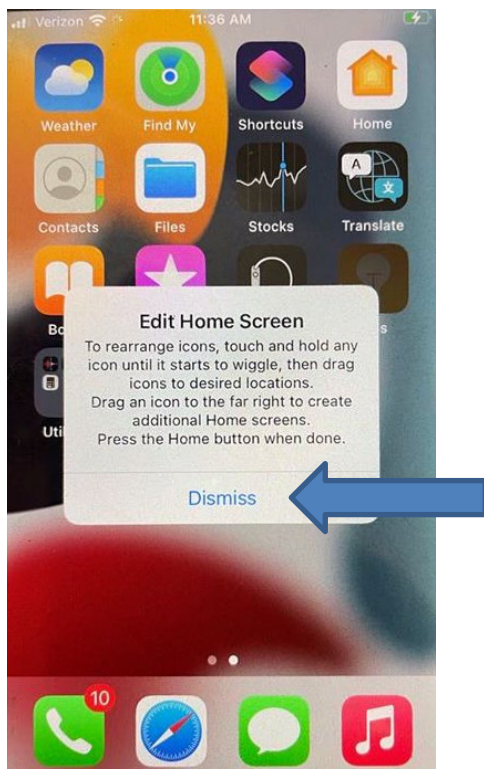 Verizon 11:36 AM
Weather Find My Shortcuts Home
A
文
Contacts Files Stocks Translate
Bo s
Edit Home Screen
To rearrange icons, touch and hold any
icon until it starts to wiggle, then drag
icons to desired locations.
Drag an icon to the far right to create
additional Home screens.
Press the Home button when done.
Uti
Dismiss
10